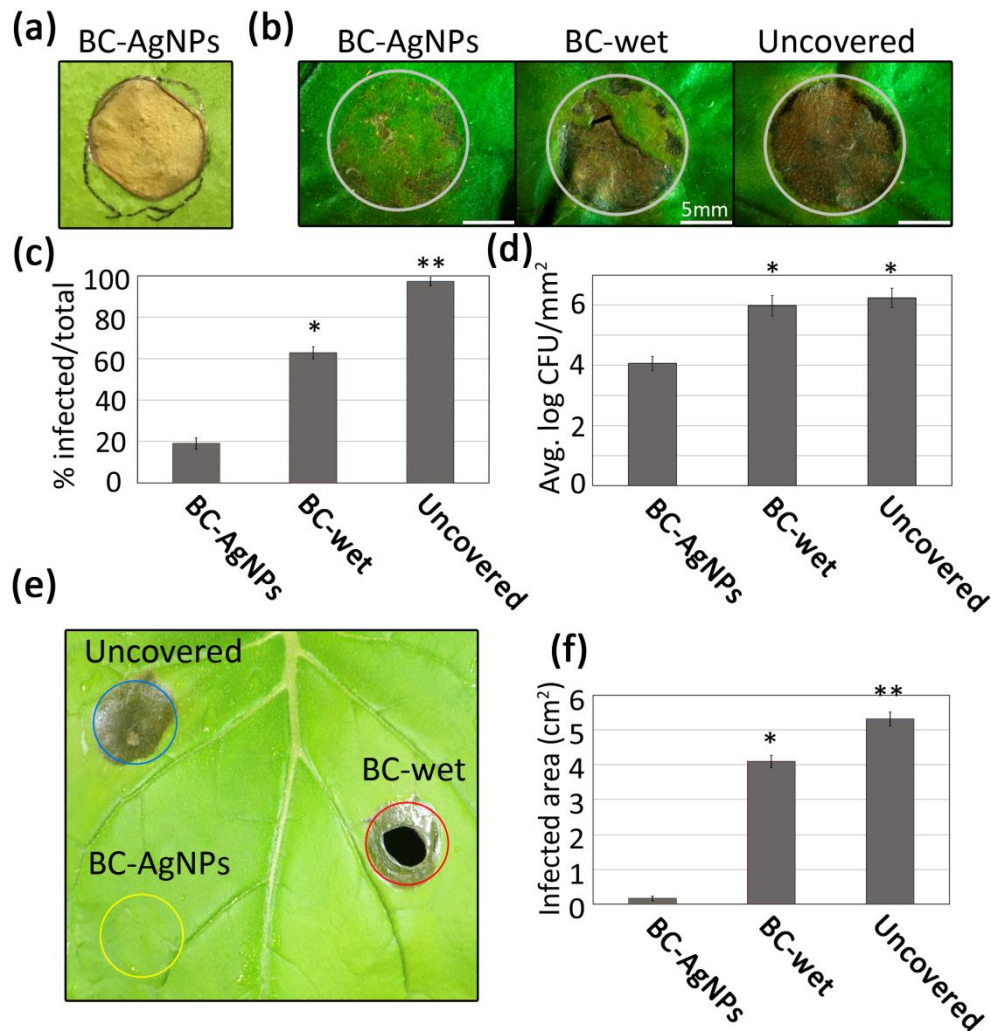 (a)
BC-AgNPs
(b)
BC-AgNPs
BC-wet
Uncovered
5mm
(c)
% infected/total
100
80
60
40
20
0
*
**
BC-AgNPs
BC-wet
Uncovered
(d)
Avg. log CFU/mm²
6
4
2
0
*
*
BC-AgNPs
BC-wet
Uncovered
(e)
Uncovered
BC-wet
BC-AgNPs
(f)
Infected area (cm²)
6
5
4
3
2
1
0
*
**
BC-AgNPs
BC-wet
Uncovered